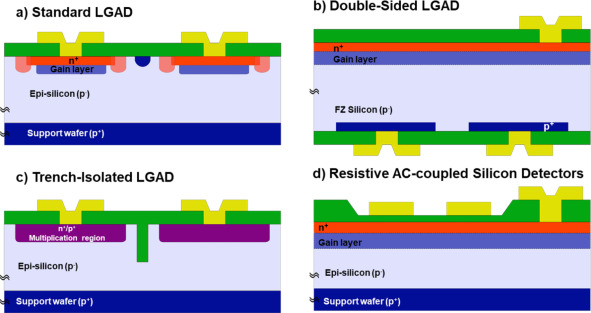 a) Standard LGAD
n+
Gain layer
Epi-silicon (p-)
Support wafer (p+)
b) Double-Sided LGAD
n+
Gain layer
FZ Silicon (p-)
p+
c) Trench-Isolated LGAD
n+/p+
Multiplication region
Epi-silicon (p-)
Support wafer (p+)
d) Resistive AC-coupled Silicon Detectors
n+
Gain layer
Epi-silicon (p-)
Support wafer (p+)